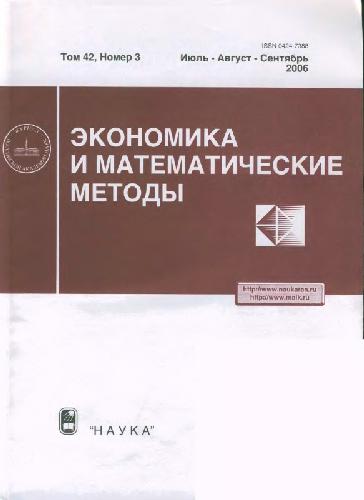 ISSN 0424-7388
Том 42, Номер 3
Июль - Август - Сентябрь
2006
ЭКОНОМИКА
И МАТЕМАТИЧЕСКИЕ
МЕТОДЫ
http://www.naukaran.ru
http://www.maik.ru
"НАУКА"